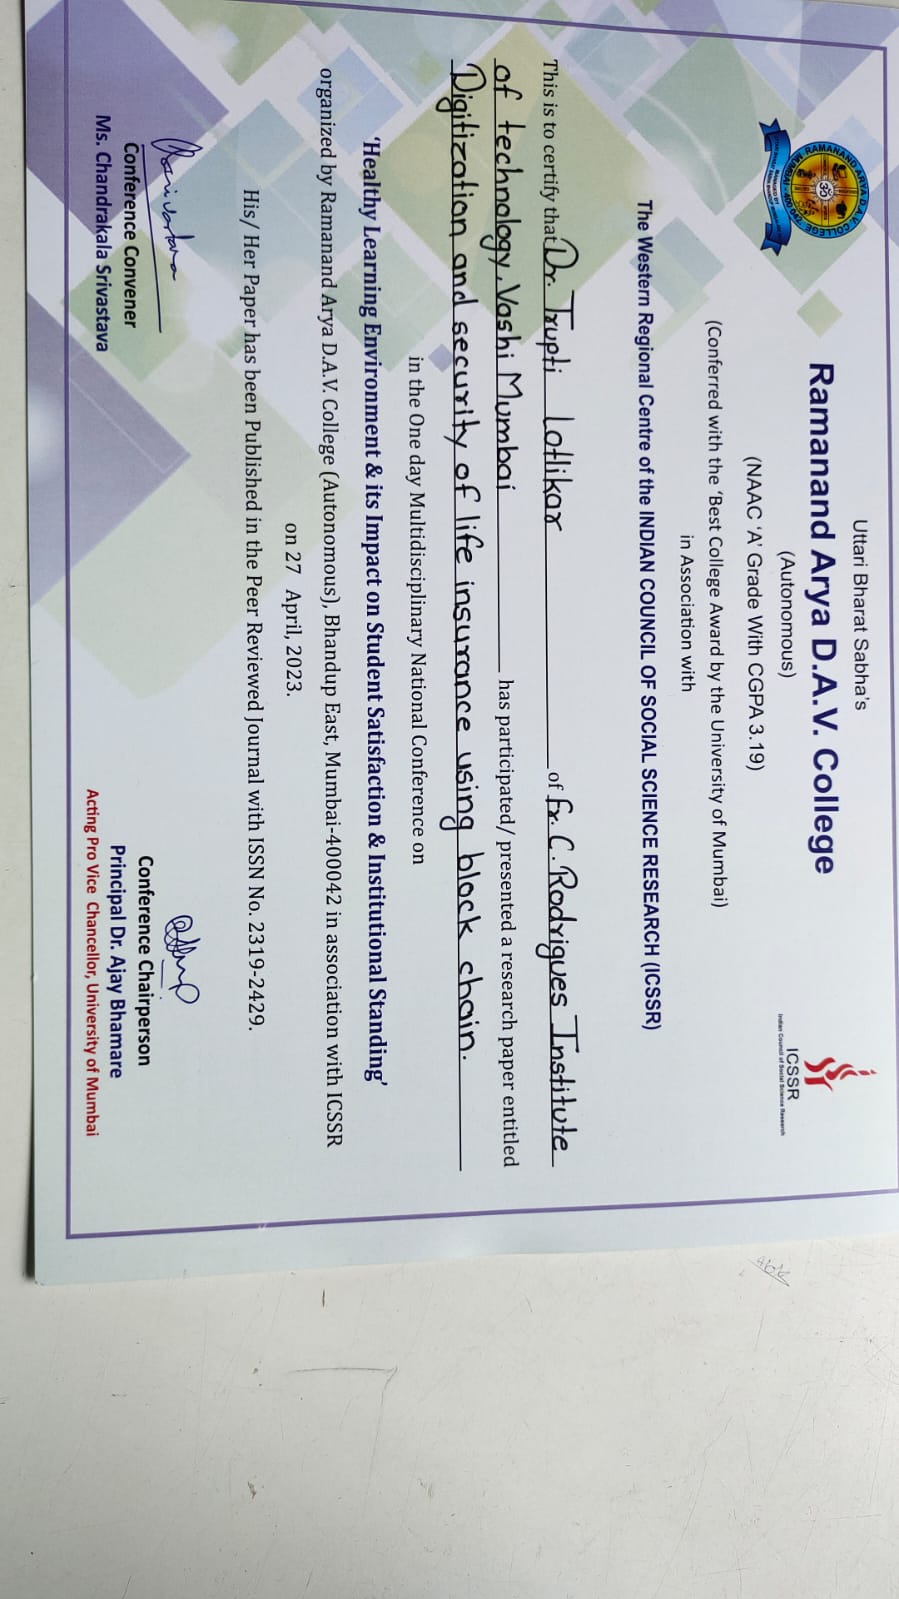 Uttari Bharat Sabha's
Ramanand Arya D.A.V. College
(Autonomous)
(NAAC 'A' Grade With CGPA 3.19)
(Conferred with the 'Best College Award by the University of Mumbai)
in Association with
The Western Regional Centre of the INDIAN COUNCIL OF SOCIAL SCIENCE RESEARCH (ICSSR)
ICSSR
Indian Council of Social Science Research
This is to certify that Dr. Trupti Lotlikar of Fr. C. Rodrigues Institute
of technology, Vashi Mumbai has participated/ presented a research paper entitled
Digitization and security of life insurance using block chain.
in the One day Multidisciplinary National Conference on
'Healthy Learning Environment & its Impact on Student Satisfaction & Institutional Standing'
organized by Ramanand Arya D.A.V. College (Autonomous), Bhandup East, Mumbai-400042 in association with ICSSR
on 27 April, 2023.
His/ Her Paper has been Published in the Peer Reviewed Journal with ISSN No. 2319-2429.
Conference Convener
Ms. Chandrakala Srivastava
Conference Chairperson
Principal Dr. Ajay Bhamare
Acting Pro Vice Chancellor, University of Mumbai